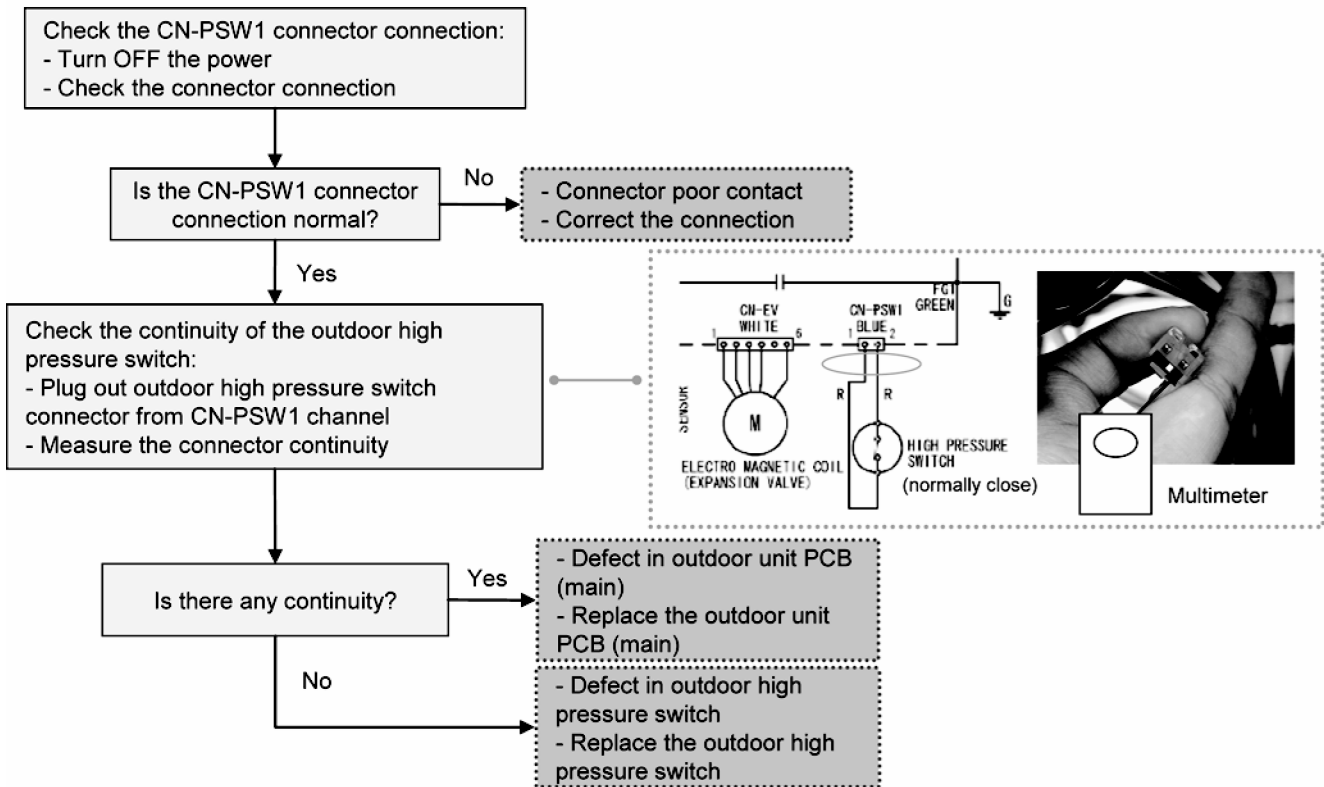 Check the CN-PSW1 connector connection:
- Turn OFF the power
- Check the connector connection
Is the CN-PSW1 connector
connection normal?
No
- Connector poor contact
- Correct the connection
Yes
Check the continuity of the outdoor high
pressure switch:
- Plug out outdoor high pressure switch
connector from CN-PSW1 channel
- Measure the connector continuity
FG1
GREEN
G
CN-EV
WHITE
1
6
CN-PSW1
BLUE
1
2
SENSOR
M
R
R
ELECTRO MAGNETIC COIL
(EXPANSION VALVE)
HIGH PRESSURE
SWITCH
(normally close)
Multimeter
Is there any continuity?
Yes
- Defect in outdoor unit PCB
(main)
- Replace the outdoor unit
PCB (main)
No
- Defect in outdoor high
pressure switch
- Replace the outdoor high
pressure switch